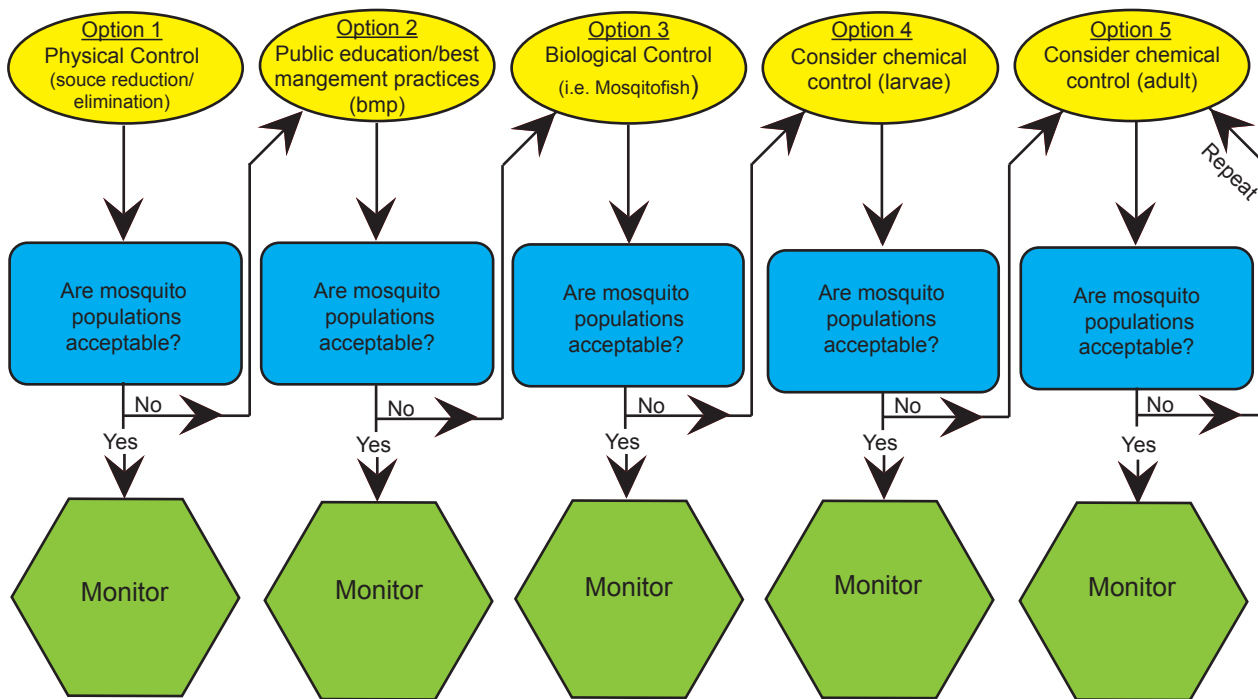 Option 1
Physical Control
(souce reduction/
elimination)
Option 2
Public education/best
mangement practices
(bmp)
Option 3
Biological Control
(i.e. Mosqitofish)
Option 4
Consider chemical
control (larvae)
Option 5
Consider chemical
control (adult)
Repeat
Are mosquito
populations
acceptable?
Are mosquito
populations
acceptable?
Are mosquito
populations
acceptable?
Are mosquito
populations
acceptable?
Are mosquito
populations
acceptable?
No
No
No
No
No
Yes
Yes
Yes
Yes
Yes
Monitor
Monitor
Monitor
Monitor
Monitor